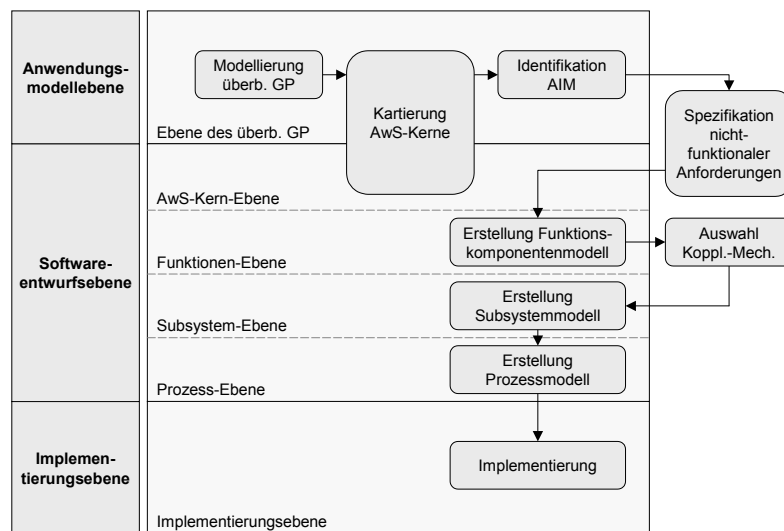 Anwendungs-
modellebene
Modellierung
überb. GP
Kartierung
AwS-Kerne
Identifikation
AIM
Spezifikation
nicht-
funktionaler
Anforderungen
Ebene des überb. GP
Software-
entwurfsebene
AwS-Kern-Ebene
Erstellung Funktions-
komponentenmodell
Auswahl
Koppl.-Mech.
Funktionen-Ebene
Erstellung
Subsystemmodell
Subsystem-Ebene
Erstellung
Prozessmodell
Prozess-Ebene
Implemen-
tierungsebene
Implementierung
Implementierungsebene